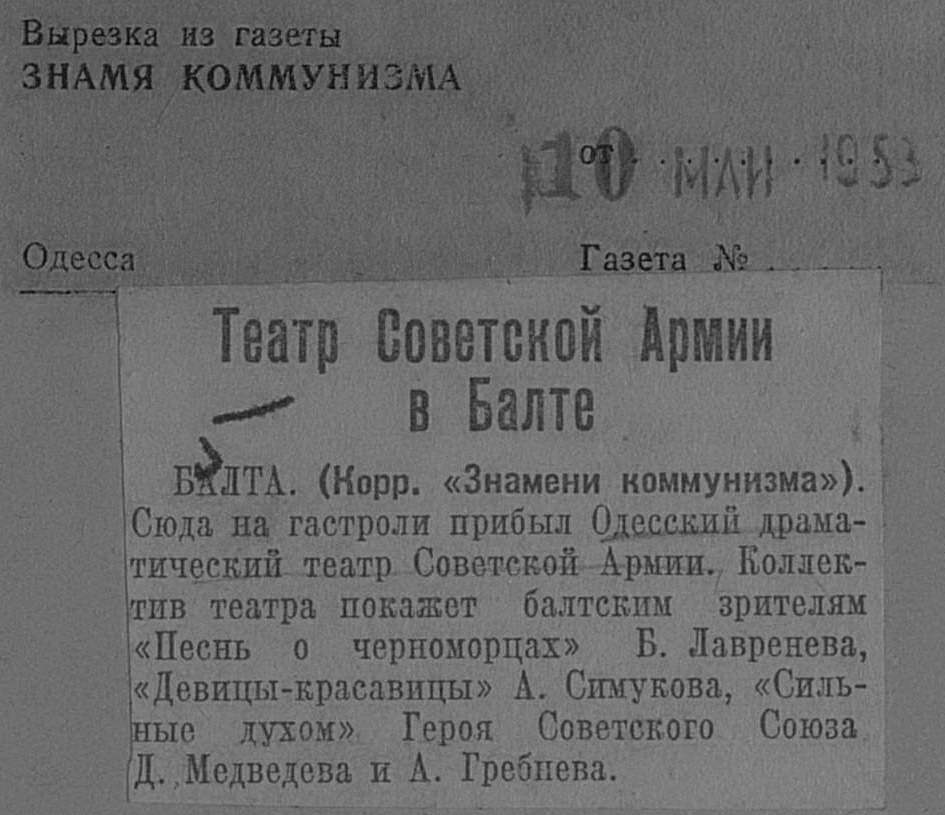 Вырезка из газеты
ЗНАМЯ КОММУНИЗМА
от 10 МАЙ 1953
Одесса Газета №
Театр Советской Армии
в Балте
БАЛТА. (Корр. «Знамени коммунизма»).
Сюда на гастроли прибыл Одесский драма-
тический театр Советской Армии. Коллек-
тив театра покажет балтским зрителям
«Песнь о черноморцах» Б. Лавренева,
«Девицы-красавицы» А. Симукова, «Силь-
ные духом» Героя Советского Союза
Д. Медведева и А. Гребнева.